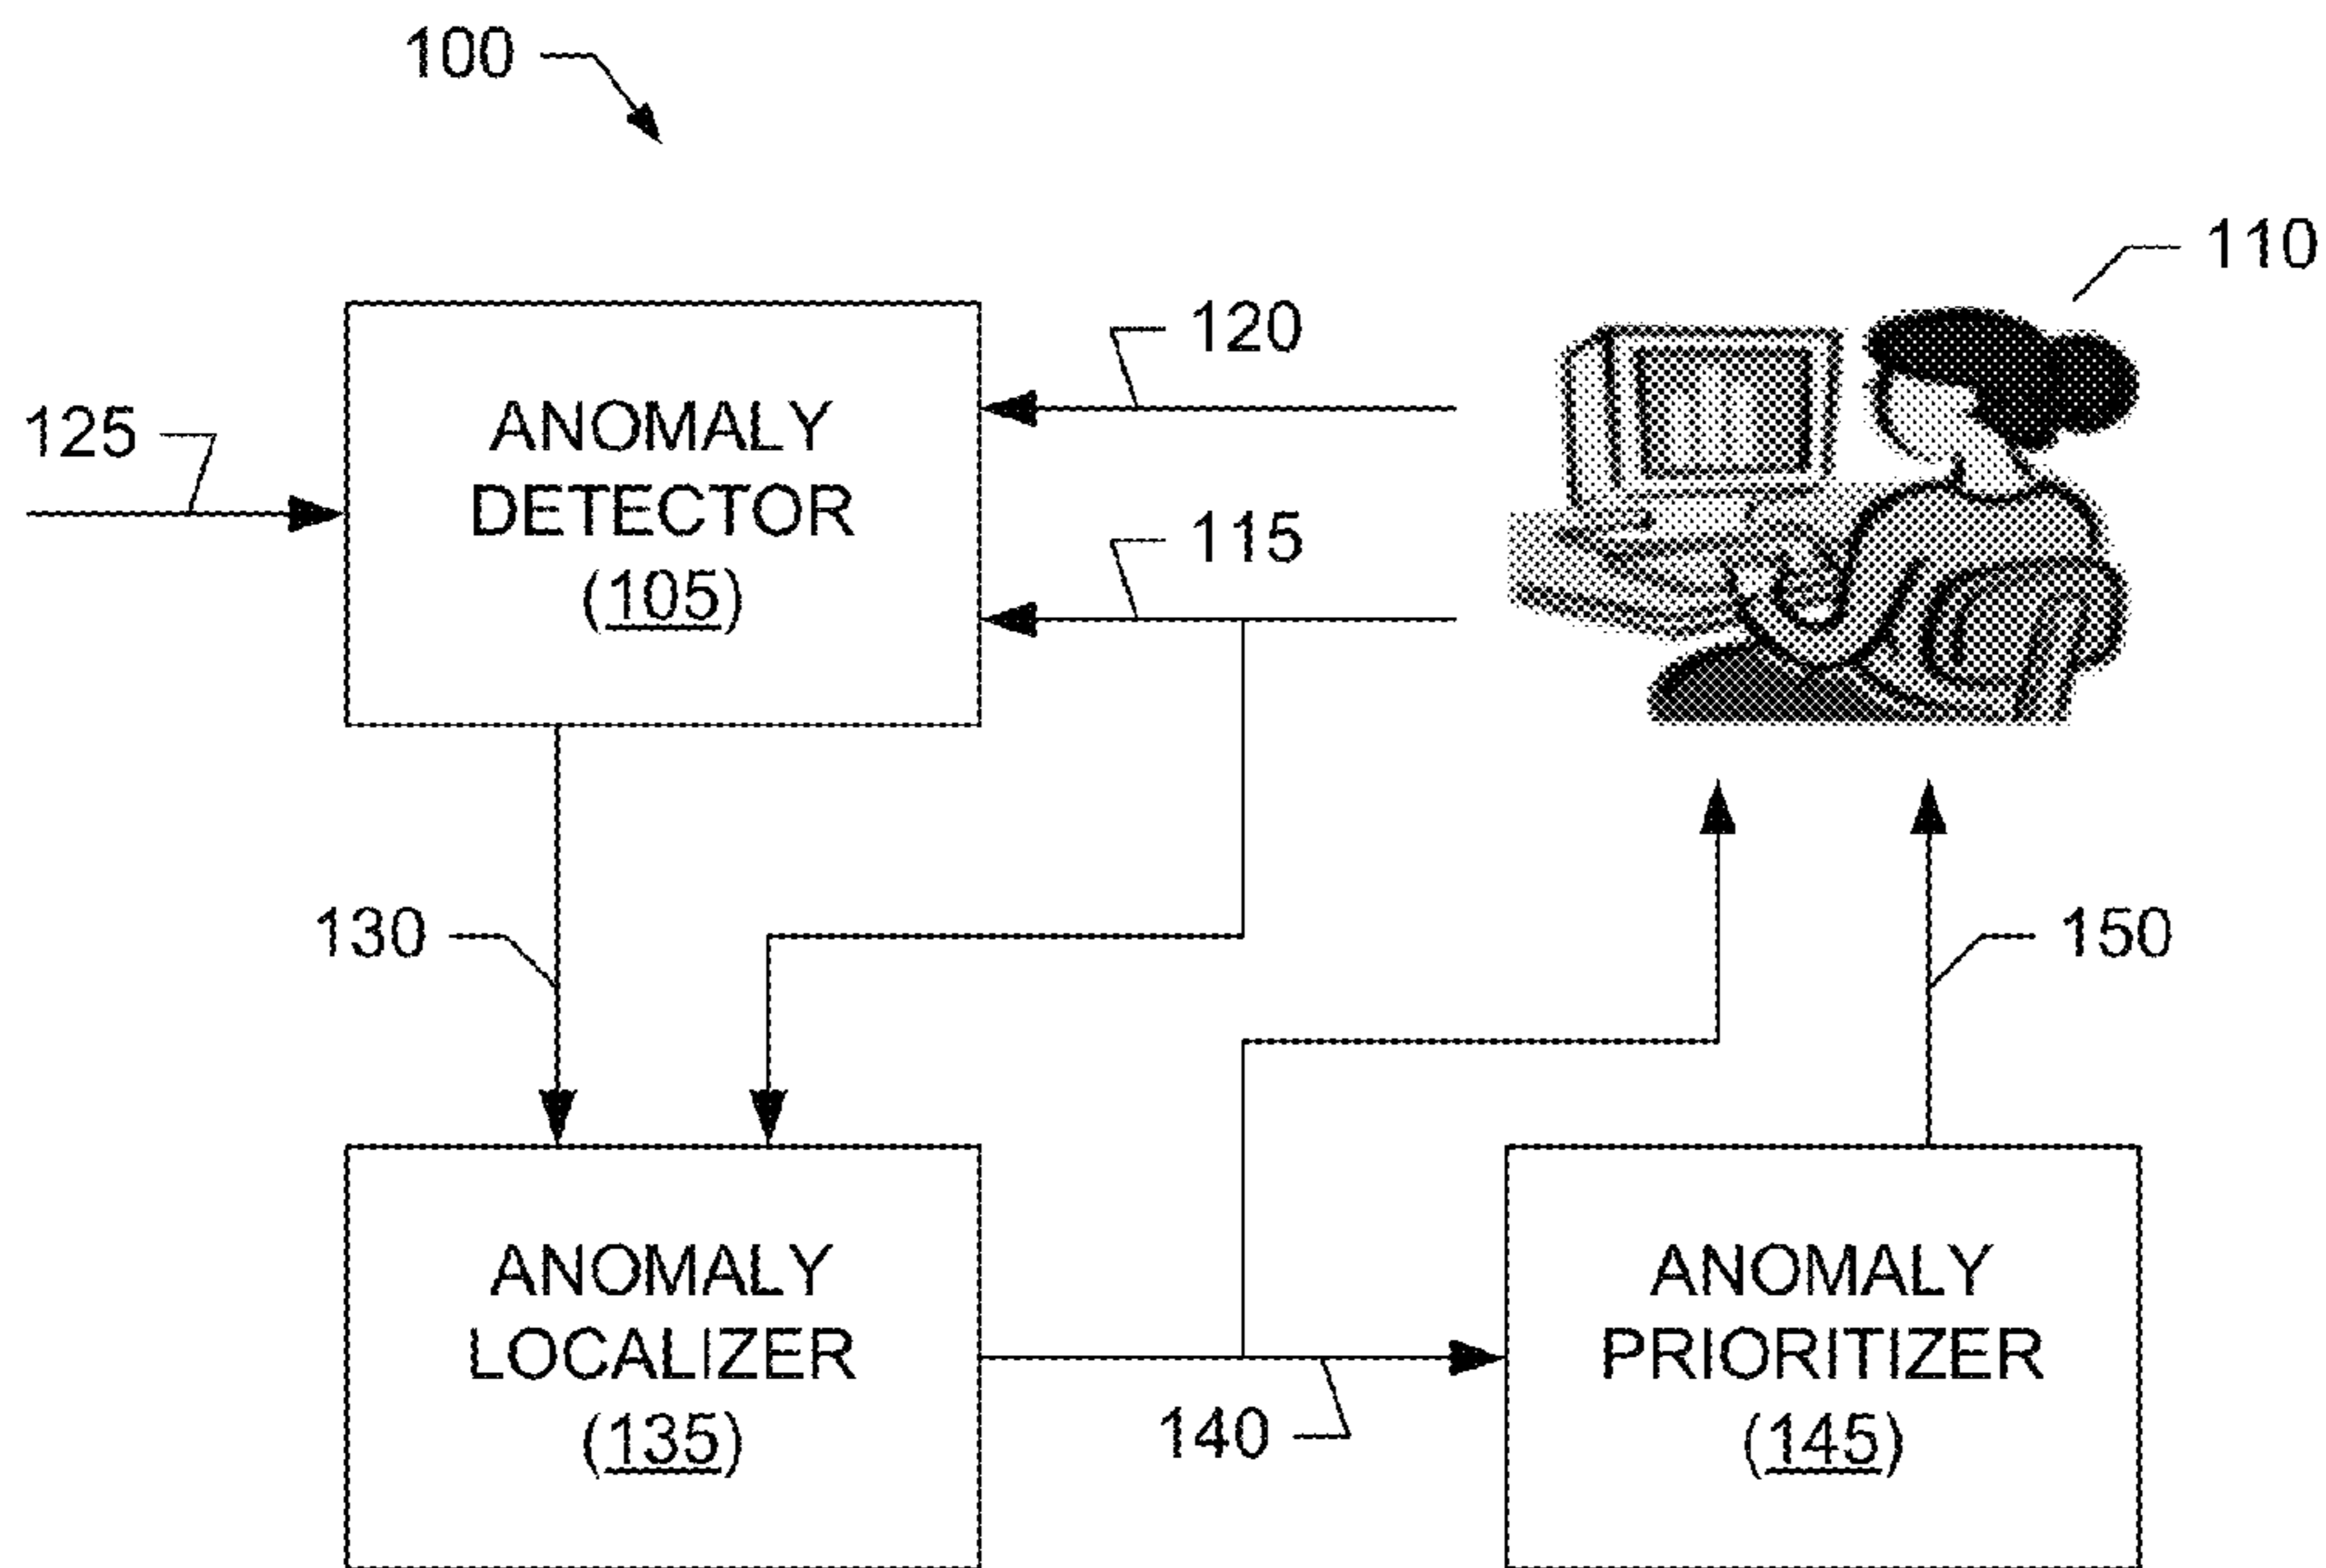 100
110
120
ANOMALY
DETECTOR
(105)
125
115
130
150
ANOMALY
LOCALIZER
(135)
140
ANOMALY
PRIORITIZER
(145)